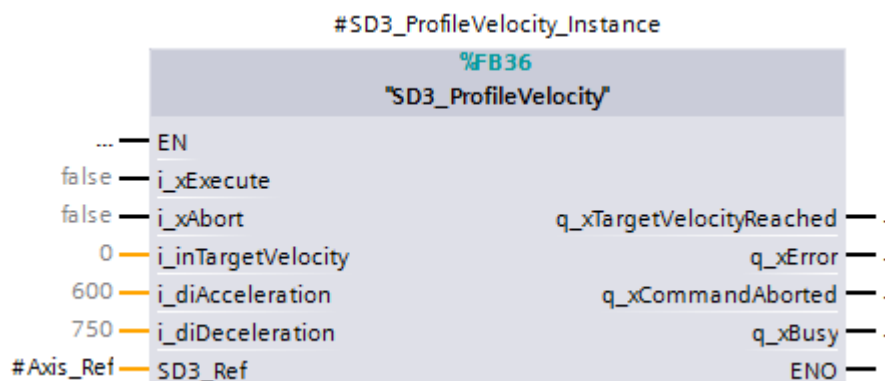 #SD3_ProfileVelocity_Instance
%FB36
"SD3_ProfileVelocity"
... EN
false i_xExecute
false i_xAbort q_xTargetVelocityReached
0 i_inTargetVelocity q_xError
600 i_diAcceleration q_xCommandAborted
750 i_diDeceleration q_xBusy
#Axis_Ref SD3_Ref ENO